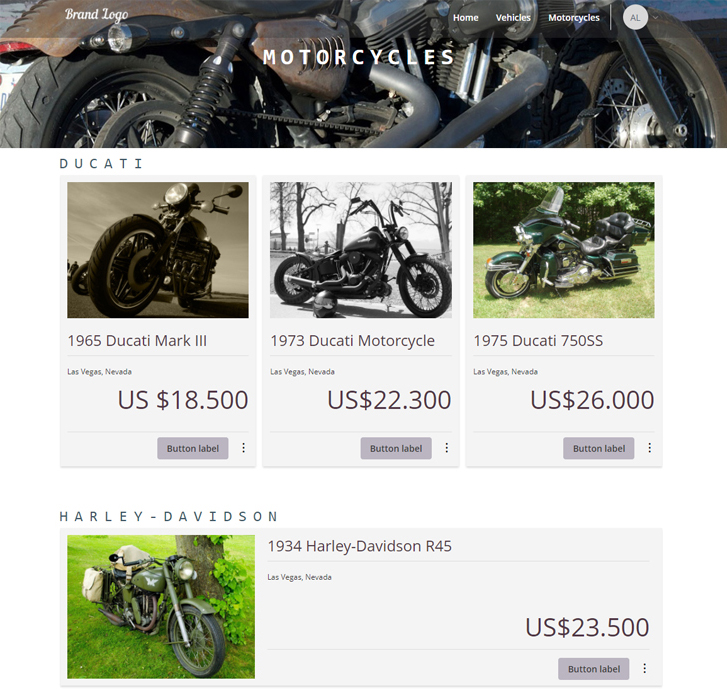 Brand Logo
Home Vehicles Motorcycles AL
MOTORCYCLES
DUCATI
1965 Ducati Mark III
Las Vegas, Nevada
US $18.500
Button label
1973 Ducati Motorcycle
Las Vegas, Nevada
US$22.300
Button label
1975 Ducati 750SS
Las Vegas, Nevada
US$26.000
Button label
HARLEY-DAVIDSON
1934 Harley-Davidson R45
Las Vegas, Nevada
US$23.500
Button label